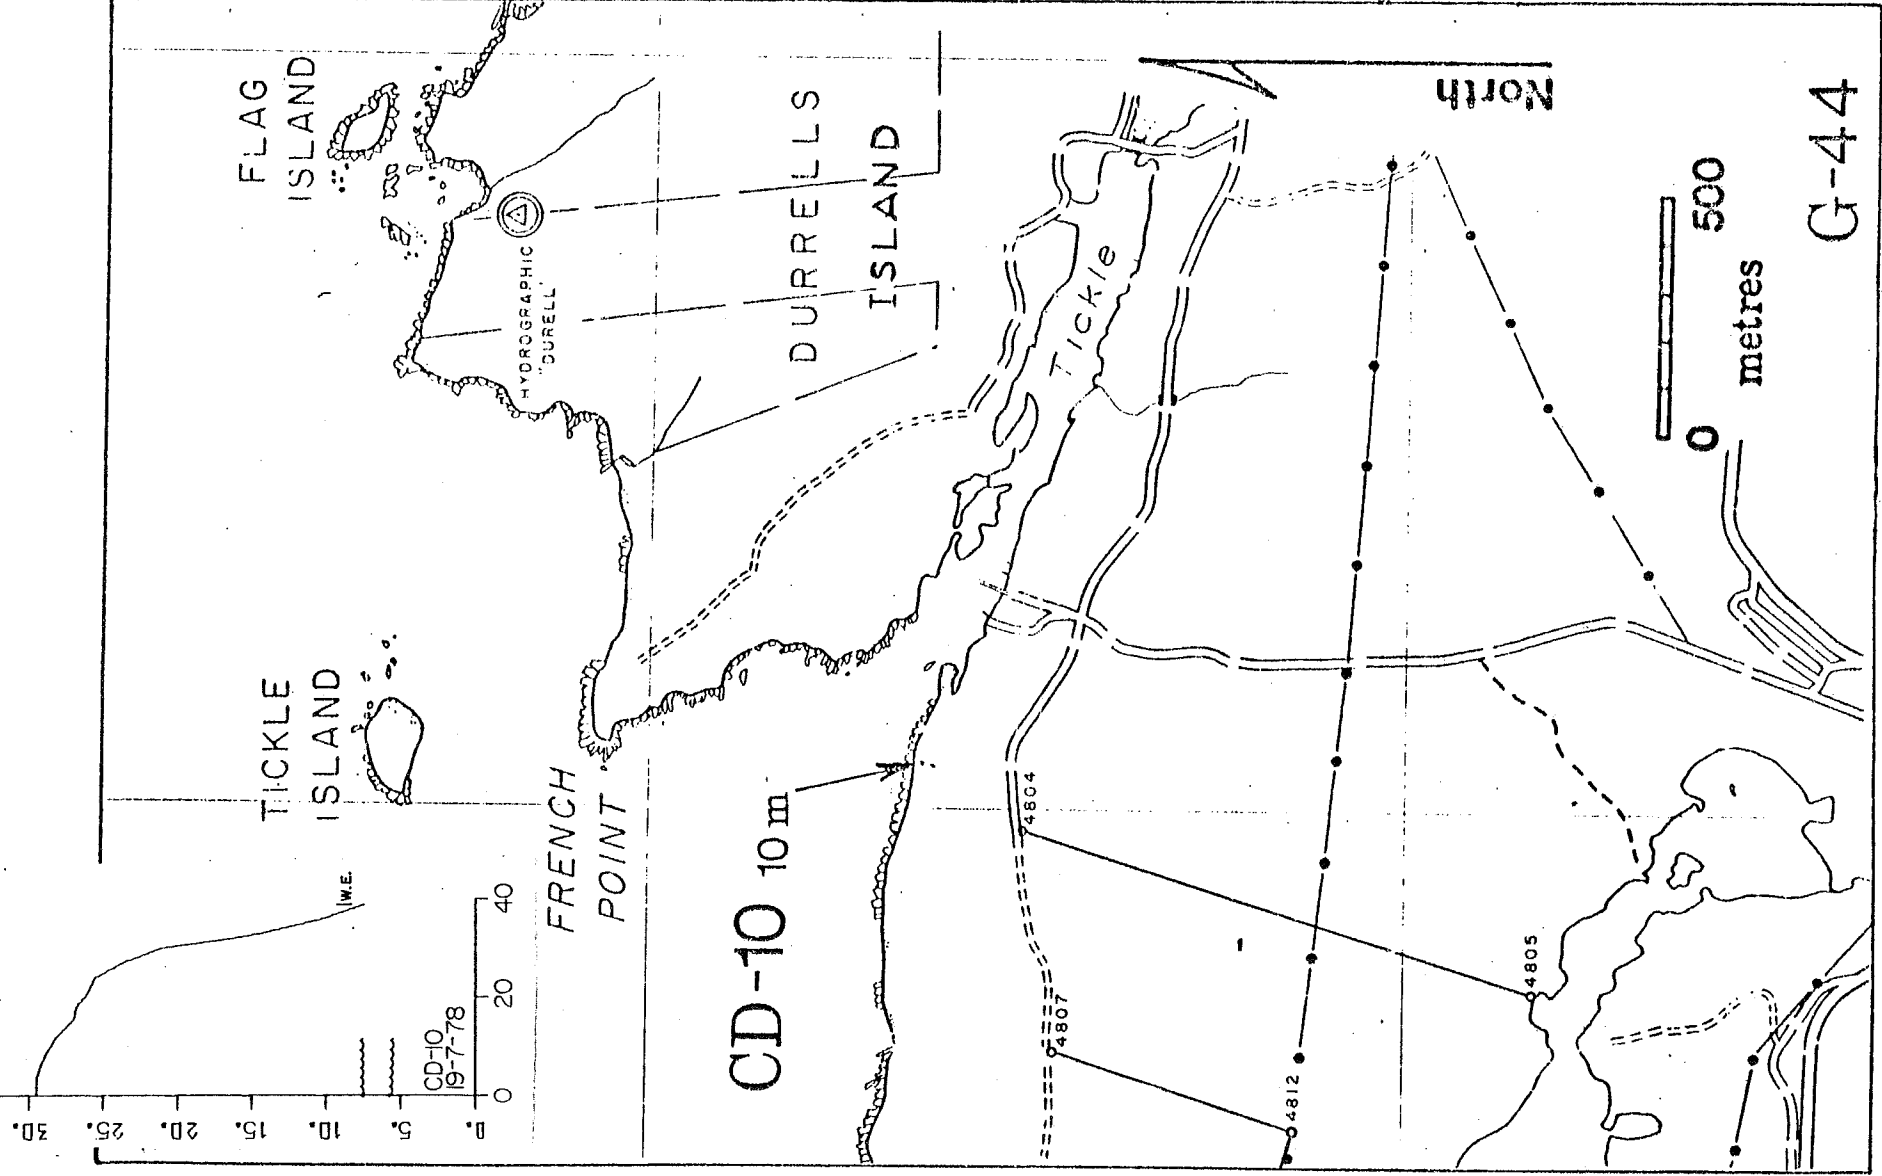 FLAG
ISLAND
HYDROGRAPHIC
"DURELL"
DURRELLS
ISLAND
North
Tickle
TICKLE
ISLAND
FRENCH
POINT
CD-10 10 m
4804
4807
4805
4812
0 500
metres
G-44
30.
25.
20.
15.
10.
5.
0.
W.E.
CD-10
19-7-78
0 20 40